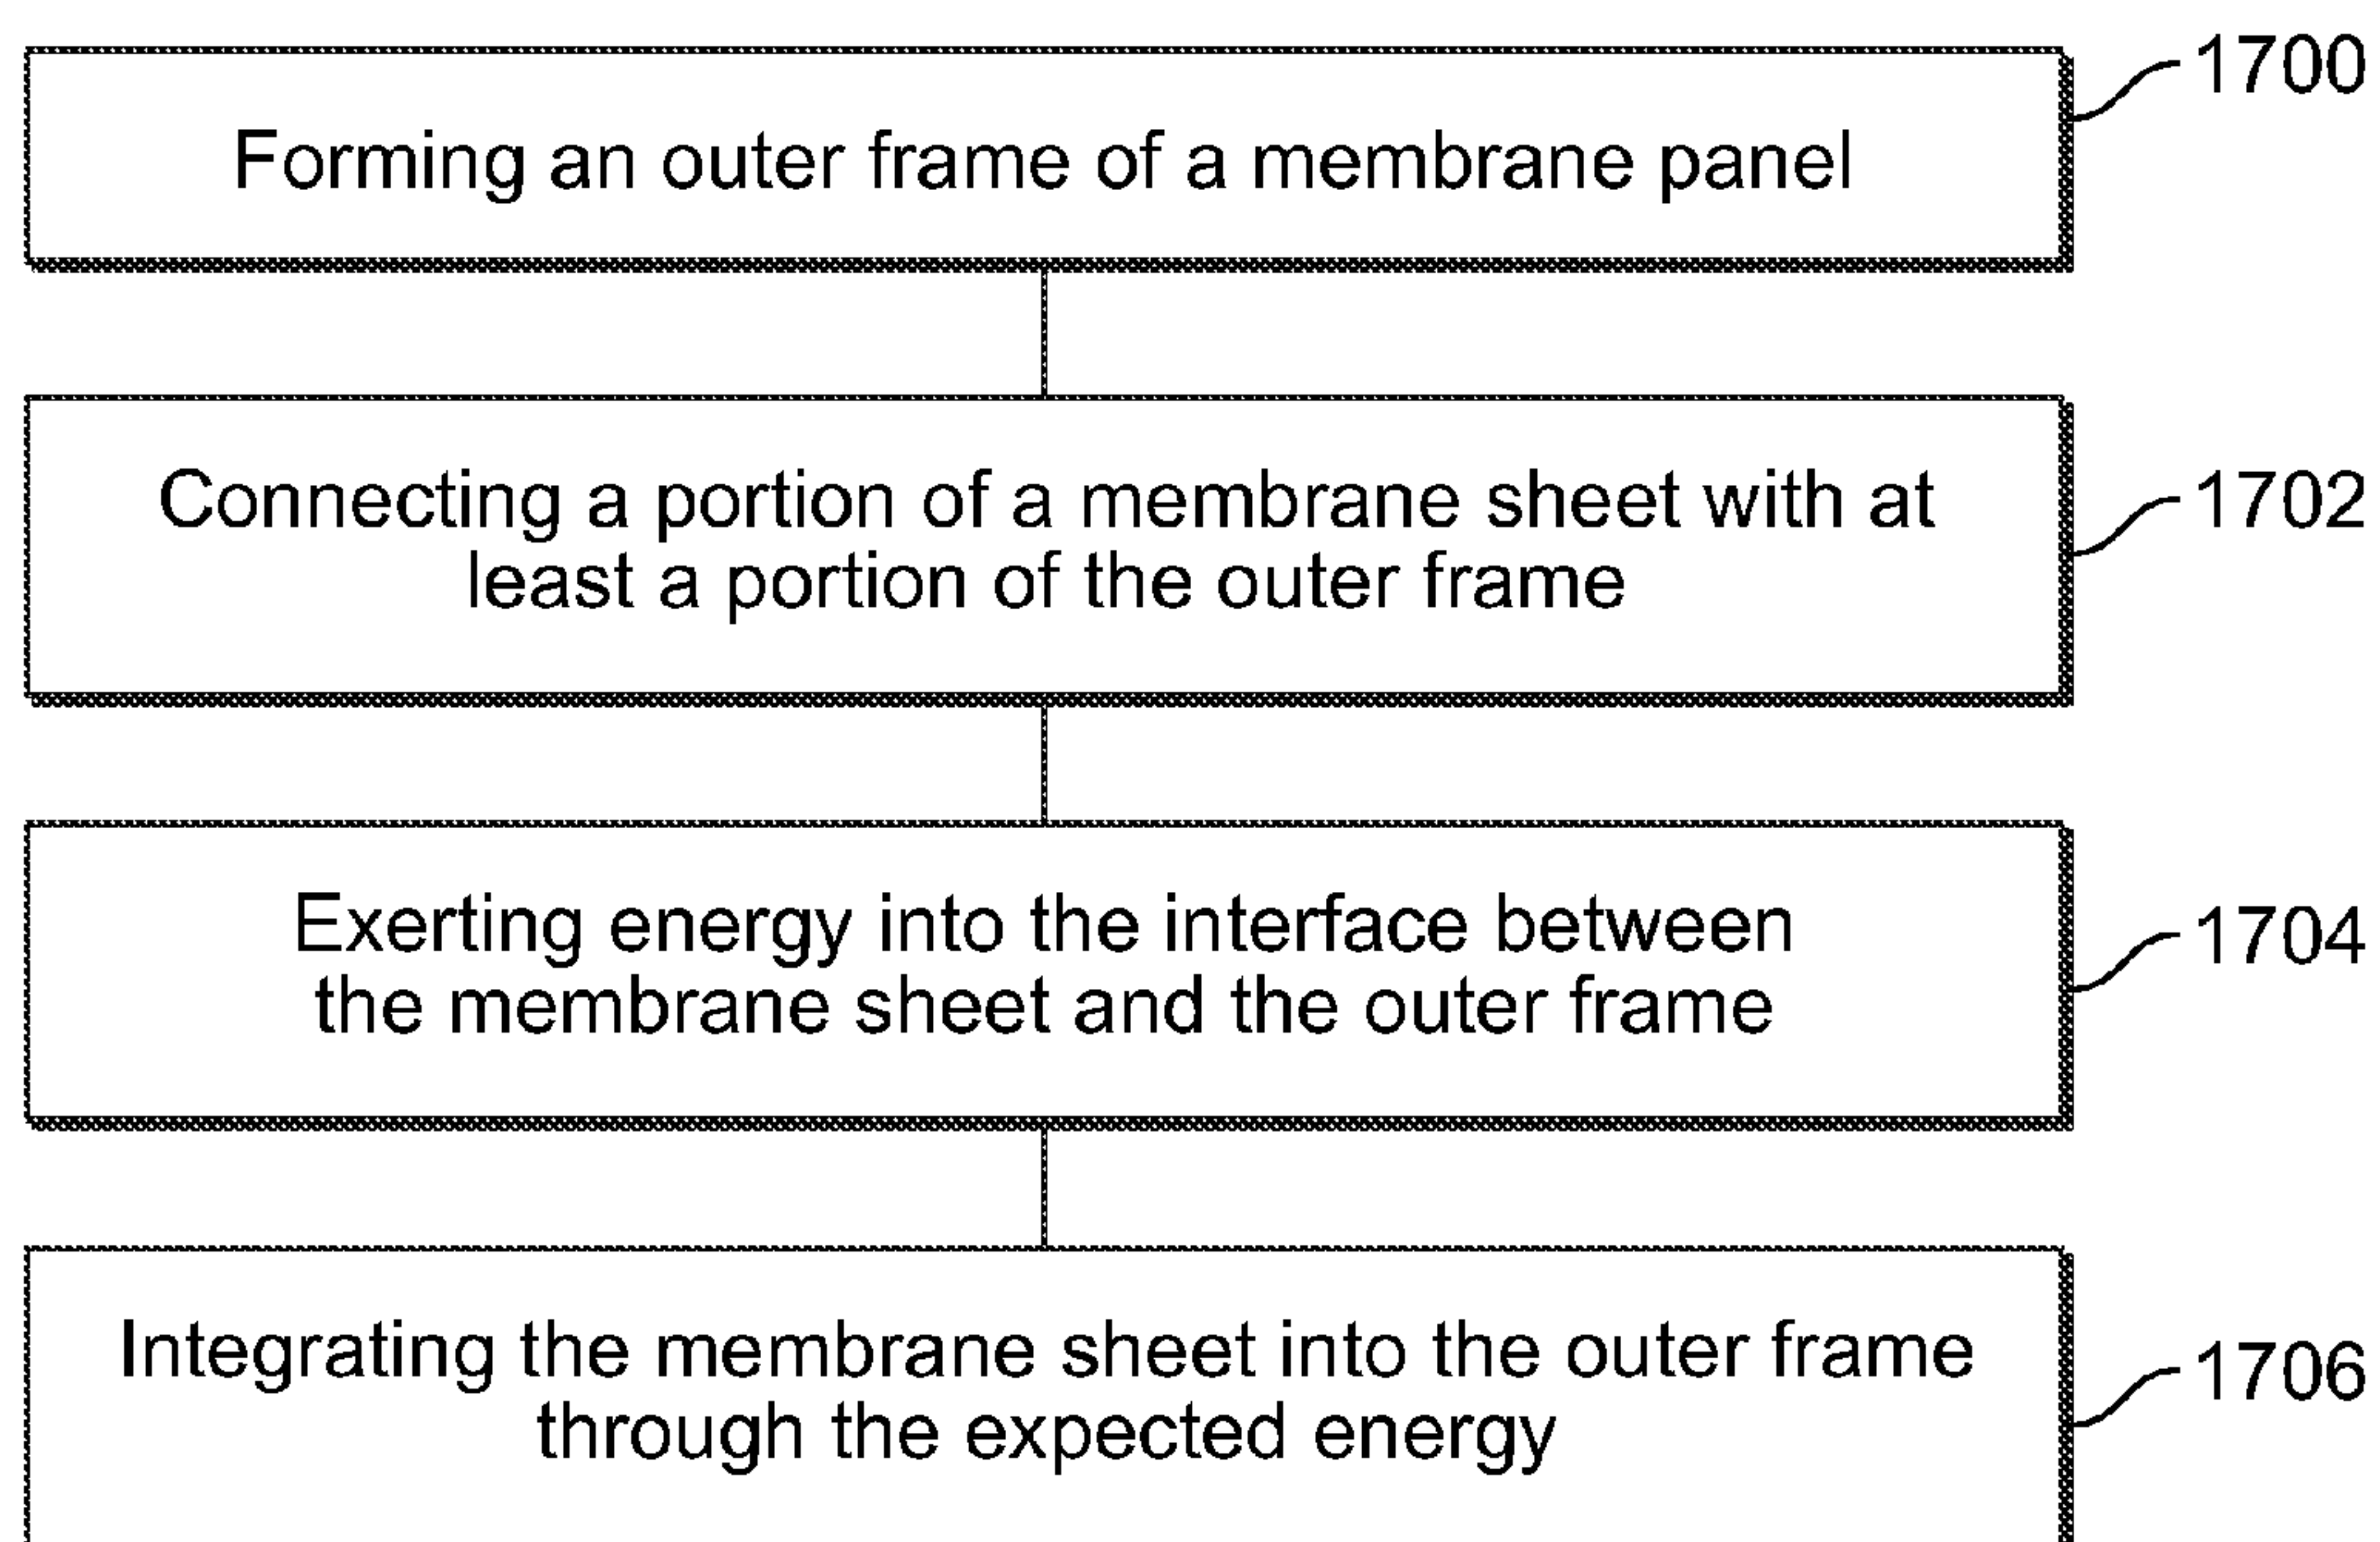 1700
Forming an outer frame of a membrane panel
Connecting a portion of a membrane sheet with at
1702
least a portion of the outer frame
Exerting energy into the interface between
1704
the membrane sheet and the outer frame
Integrating the membrane sheet into the outer frame
1706
through the expected energy